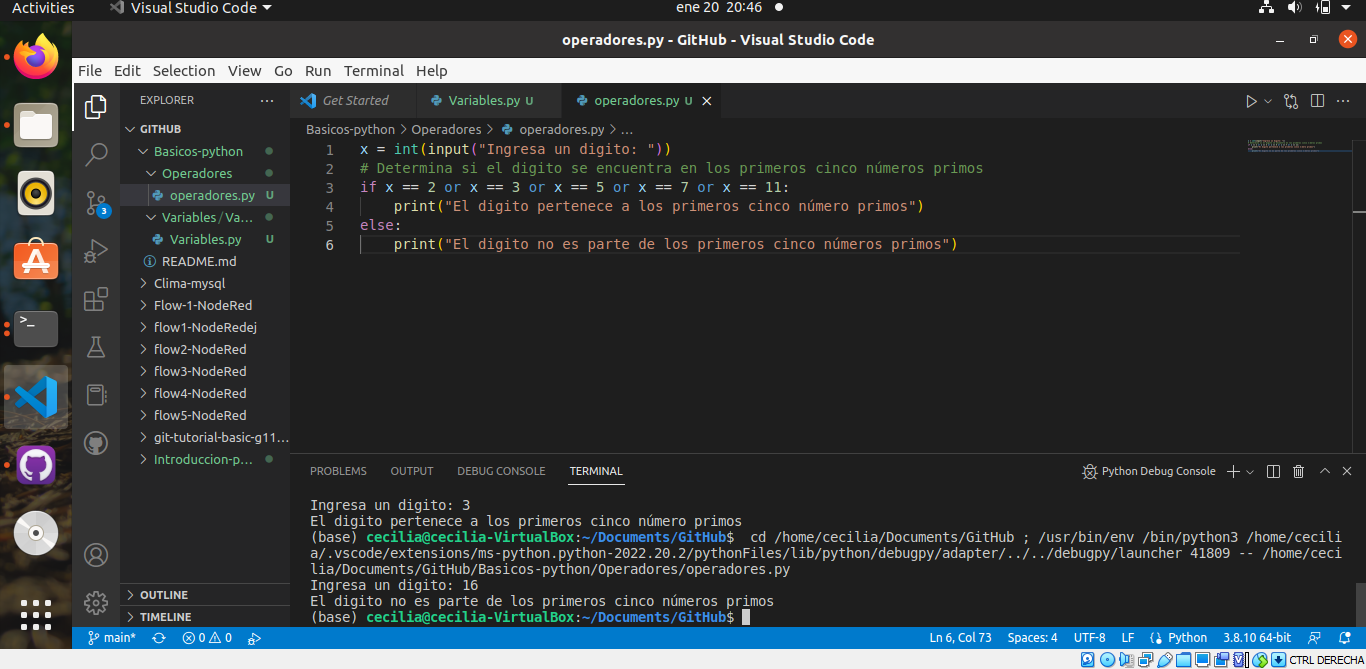 Activities Visual Studio Code ene 20 20:46
operadores.py - GitHub - Visual Studio Code
File Edit Selection View Go Run Terminal Help
EXPLORER ...
GITHUB
Basicos-python
Operadores
operadores.py U
Variables/Va...
Variables.py U
README.md
Clima-mysql
Flow-1-NodeRed
flow1-NodeRedej
flow2-NodeRed
flow3-NodeRed
flow4-NodeRed
flow5-NodeRed
git-tutorial-basic-g11...
Introduccion-p...
OUTLINE
TIMELINE
3
>_
Get Started Variables.py U operadores.py U
Basicos-python > Operadores > operadores.py > ...
1 x = int(input("Ingresa un digito: "))
2 # Determina si el digito se encuentra en los primeros cinco números primos
3 if x == 2 or x == 3 or x == 5 or x == 7 or x == 11:
4     print("El digito pertenece a los primeros cinco número primos")
5 else:
6     print("El digito no es parte de los primeros cinco números primos")
PROBLEMS OUTPUT DEBUG CONSOLE TERMINAL Python Debug Console
Ingresa un digito: 3
El digito pertenece a los primeros cinco número primos
(base) cecilia@cecilia-VirtualBox:~/Documents/GitHub$  cd /home/cecilia/Documents/GitHub ; /usr/bin/env /bin/python3 /home/cecili
a/.vscode/extensions/ms-python.python-2022.20.2/pythonFiles/lib/python/debugpy/adapter/../../debugpy/launcher 41809 -- /home/ceci
lia/Documents/GitHub/Basicos-python/Operadores/operadores.py
Ingresa un digito: 16
El digito no es parte de los primeros cinco números primos
(base) cecilia@cecilia-VirtualBox:~/Documents/GitHub$
main* 0 0 Ln 6, Col 73 Spaces: 4 UTF-8 LF Python 3.8.10 64-bit
CTRL DERECHA